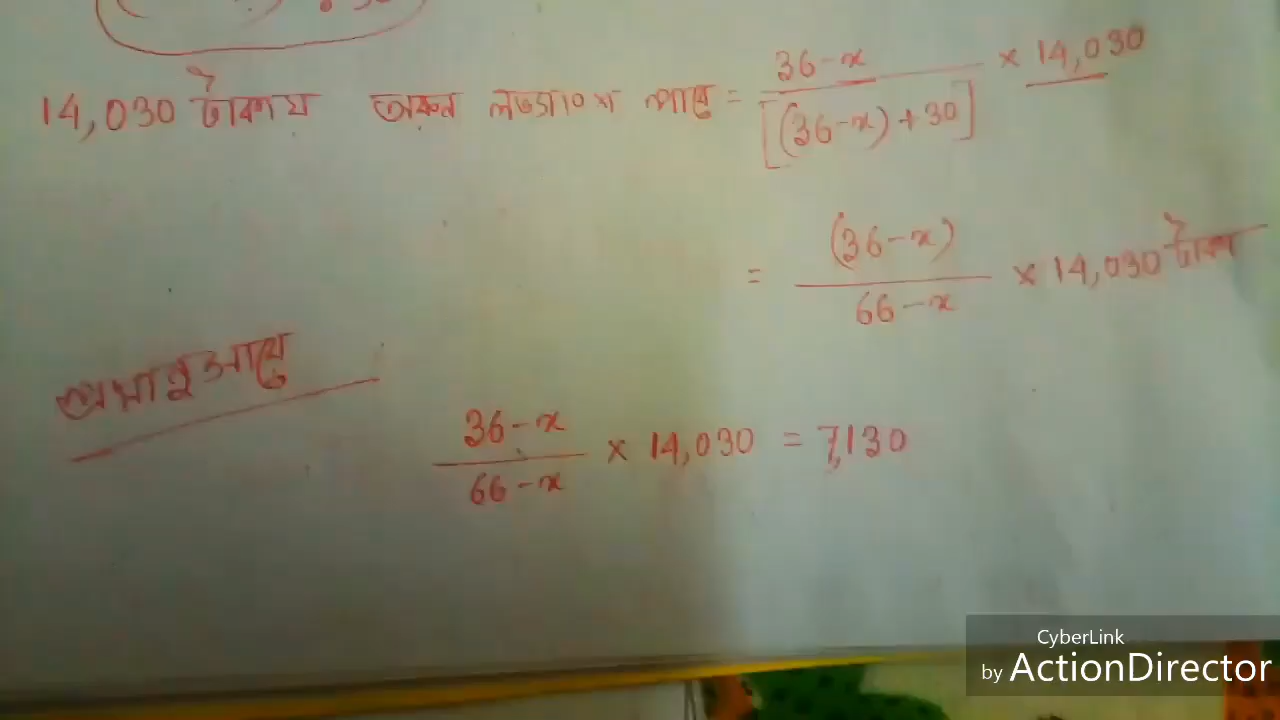 14,030 টাকায় অরুন লভ্যাংশ পাবে = 36-x / [(36-x)+30] × 14,030
= (36-x) / 66-x × 14,030 টাকা
প্রশ্নানুসারে
36-x / 66-x × 14,030 = 7,130
CyberLink
by ActionDirector